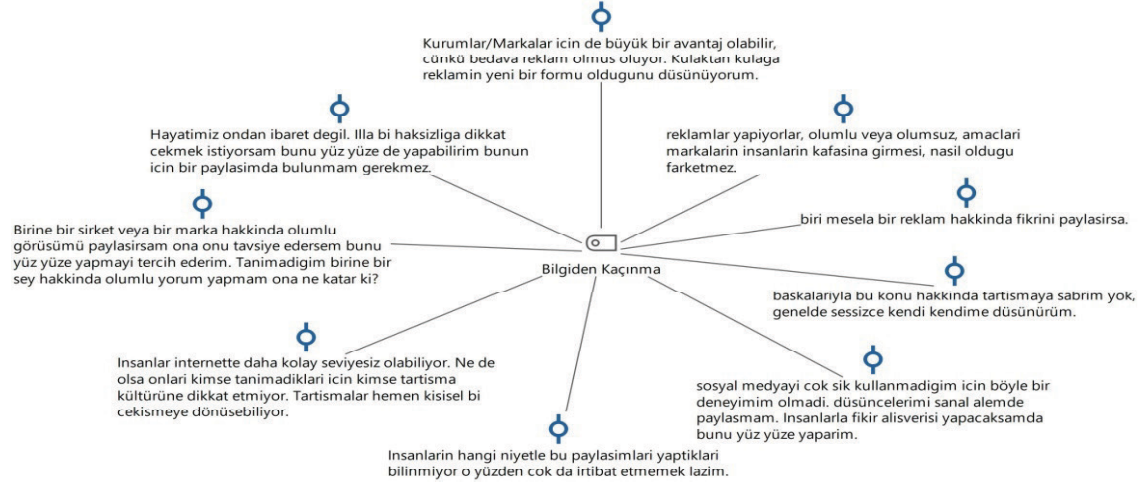 Kurumlar/Markalar icin de büyük bir avantaj olabilir,
cünkü bedava reklam olmus oluyor. Kulaktan kulaga
reklamin yeni bir formu oldugunu düsünüyorum.
Hayatimiz ondan ibaret degil. Illa bi haksizliga dikkat
cekmek istiyorsam bunu yüz yüze de yapabilirim bunun
icin bir paylasimda bulunmam gerekmez.
reklamlar yapiyorlar, olumlu veya olumsuz, amaclari
markalarin insanlarin kafasina girmesi, nasil oldugu
farketmez.
Birine bir sirket veya bir marka hakkinda olumlu
görüsümü paylasirsam ona onu tavsiye edersem bunu
yüz yüze yapmayi tercih ederim. Tanimadigim birine bir
sey hakkinda olumlu yorum yapmam ona ne katar ki?
biri mesela bir reklam hakkinda fikrini paylasirsa.
Bilgiden Kaçınma
baskalariyla bu konu hakkinda tartismaya sabrim yok,
genelde sessizce kendi kendime düsünürüm.
Insanlar internette daha kolay seviyesiz olabiliyor. Ne de
olsa onlari kimse tanimadiklari icin kimse tartisma
kültürüne dikkat etmiyor. Tartismalar hemen kisisel bi
cekismeye dönüsebiliyor.
sosyal medyayi cok sik kullanmadigim icin böyle bir
deneyimim olmadi. düsüncelerimi sanal alemde
paylasmam. Insanlarla fikir alisverisi yapacaksamda
bunu yüz yüze yaparim.
Insanlarin hangi niyetle bu paylasimlari yaptiklari
bilinmiyor o yüzden cok da irtibat etmemek lazim.